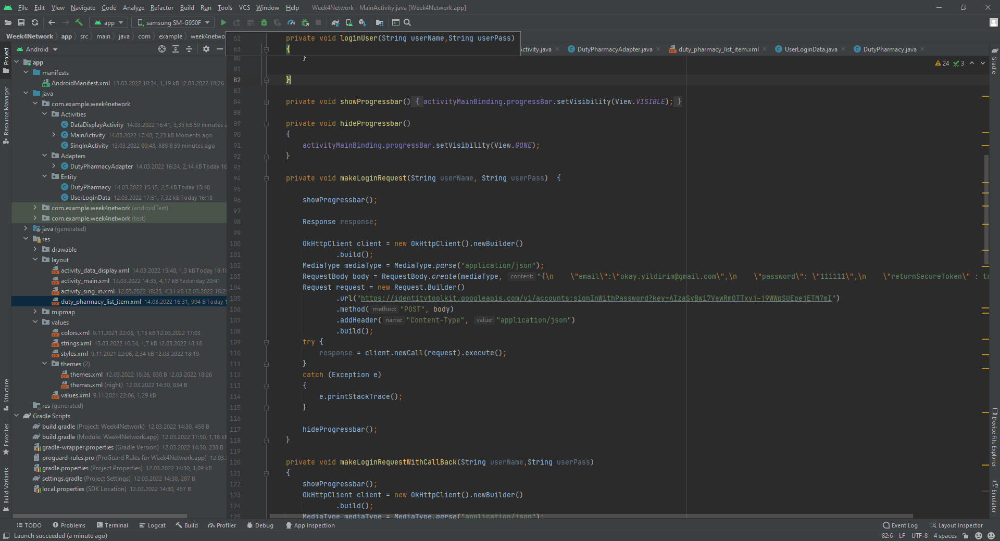 File Edit View Navigate Code Analyze Refactor Build Run Tools VCS Window Help Week4Network - MainActivity.java [Week4Network.app]
app samsung SM-G950F
Week4Network app src main java com example week4netwo
Android
ctivity.java DutyPharmacyAdapter.java duty_pharmacy_list_item.xml UserLoginData.java DutyPharmacy.java
24 3
Project
Resource Manager
Structure
Favorites
Build Variants
app
manifests
AndroidManifest.xml 13.03.2022 10:34, 1,19 kB 12.03.2022 18:26
java
com.example.week4network
Activities
DataDisplayActivity 14.03.2022 16:41, 3,35 kB 59 minutes a
MainActivity 14.03.2022 17:40, 7,23 kB Moments ago
SingInActivity 13.03.2022 00:48, 889 B 59 minutes ago
Adapters
DutyPharmacyAdapter 14.03.2022 16:24, 2,14 kB Today 16
Entity
DutyPharmacy 14.03.2022 15:15, 2,5 kB Today 15:48
UserLoginData 12.03.2022 17:51, 7,32 kB Today 16:18
com.example.week4network (androidTest)
com.example.week4network (test)
java (generated)
res
drawable
layout
activity_data_display.xml 14.03.2022 15:48, 1,3 kB Today 16:18
activity_main.xml 13.03.2022 14:35, 4,17 kB Yesterday 20:41
activity_sing_in.xml 12.03.2022 18:25, 4,31 kB 12.03.2022 18:2
duty_pharmacy_list_item.xml 14.03.2022 16:31, 994 B Today 1
mipmap
values
colors.xml 9.11.2021 22:06, 1,15 kB 12.03.2022 17:03
strings.xml 13.03.2022 10:34, 1,7 kB 12.03.2022 18:18
styles.xml 9.11.2021 22:06, 2,34 kB 12.03.2022 18:19
themes (2)
themes.xml 12.03.2022 18:26, 830 B 12.03.2022 18:26
themes.xml (night) 12.03.2022 14:30, 834 B
values.xml 9.11.2021 22:06, 1,29 kB
res (generated)
Gradle Scripts
build.gradle (Project: Week4Network) 12.03.2022 14:30, 458 B
build.gradle (Module: Week4Network.app) 12.03.2022 17:50, 1,18 kB
gradle-wrapper.properties (Gradle Version) 12.03.2022 14:30, 238 B
proguard-rules.pro (ProGuard Rules for Week4Network.app) 12.03.
gradle.properties (Project Properties) 12.03.2022 14:30, 1,09 kB
settings.gradle (Project Settings) 12.03.2022 14:30, 287 B
local.properties (SDK Location) 12.03.2022 14:30, 457 B
62 private void loginUser(String userName,String userPass)
63 {
80 }
81
82 }
83
84 private void showProgressbar() { activityMainBinding.progressBar.setVisibility(View.VISIBLE); }
88
89 private void hideProgressbar()
90 {
91 activityMainBinding.progressBar.setVisibility(View.GONE);
92 }
93
94 private void makeLoginRequest(String userName, String userPass) {
95
96 showProgressbar();
97
98 Response response;
99
100 OkHttpClient client = new OkHttpClient().newBuilder()
101 .build();
102 MediaType mediaType = MediaType.parse("application/json");
103 RequestBody body = RequestBody.create(mediaType, content: "{\n \"email\":\"okay.yildirim@gmail.com\",\n \"password\": \"111111\",\n \"returnSecureToken\" : tr
104 Request request = new Request.Builder()
105 .url("https://identitytoolkit.googleapis.com/v1/accounts:signInWithPassword?key=AIzaSyBwi7VewRmOTTxyj-j9WWpSUEpejETM7mI")
106 .method( method: "POST", body)
107 .addHeader( name: "Content-Type", value: "application/json")
108 .build();
109 try {
110 response = client.newCall(request).execute();
111 }
112 catch (Exception e)
113 {
114 e.printStackTrace();
115 }
116
117 hideProgressbar();
118 }
119
120 private void makeLoginRequestWithCallBack(String userName,String userPass)
121 {
122 showProgressbar();
123 OkHttpClient client = new OkHttpClient().newBuilder()
124 .build();
125 MediaType mediaType = MediaType.parse("application/json");
Gradle
Device File Explorer
Emulator
TODO Problems Terminal Logcat Build Profiler Debug App Inspection Event Log Layout Inspector
Launch succeeded (a minute ago) 82:6 LF UTF-8 4 spaces